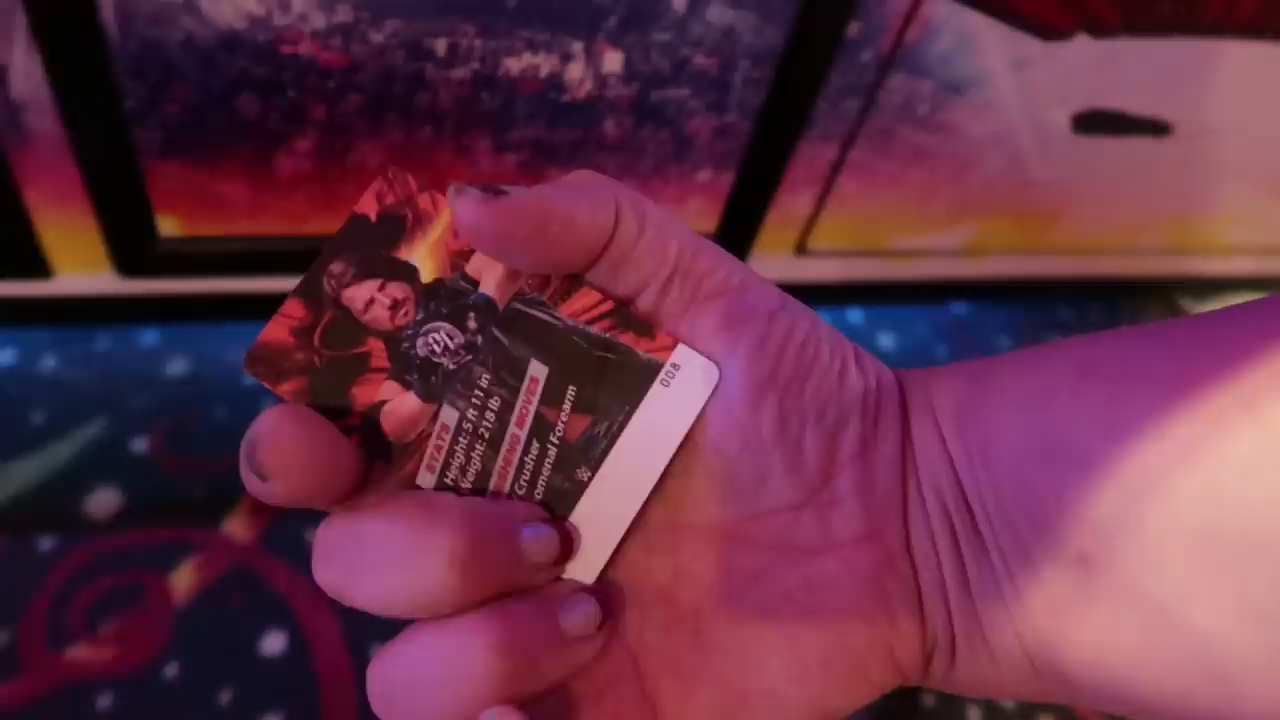 STATS
Height: 5 ft 11 in
Weight: 218 lb
Crusher
omenal Forearm
008